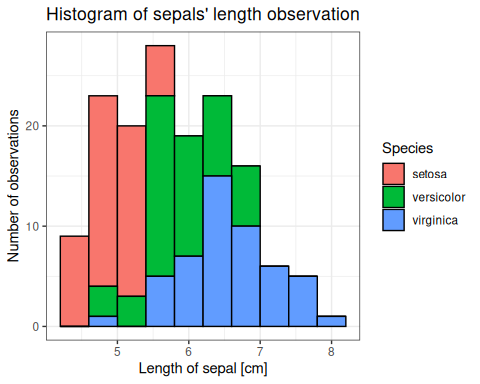 Histogram of sepals' length observation
Number of observations
20
10
0
5 6 7 8
Length of sepal [cm]
Species
setosa
versicolor
virginica